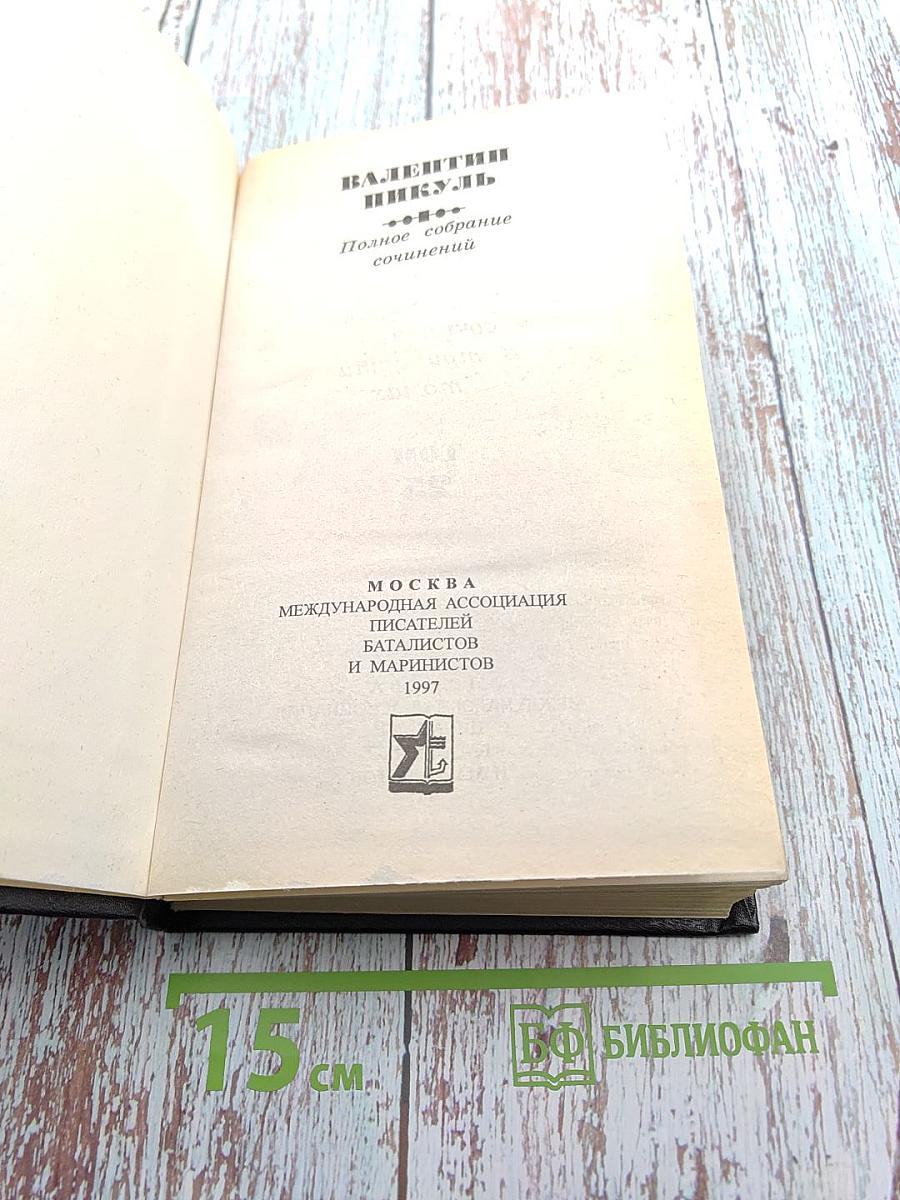 ВАЛЕНТИН
ПИКУЛЬ
Полное собрание
сочинений
МОСКВА
МЕЖДУНАРОДНАЯ АССОЦИАЦИЯ
ПИСАТЕЛЕЙ
БАТАЛИСТОВ
И МАРИНИСТОВ
1997
15 см
БФ БИБЛИОФАН